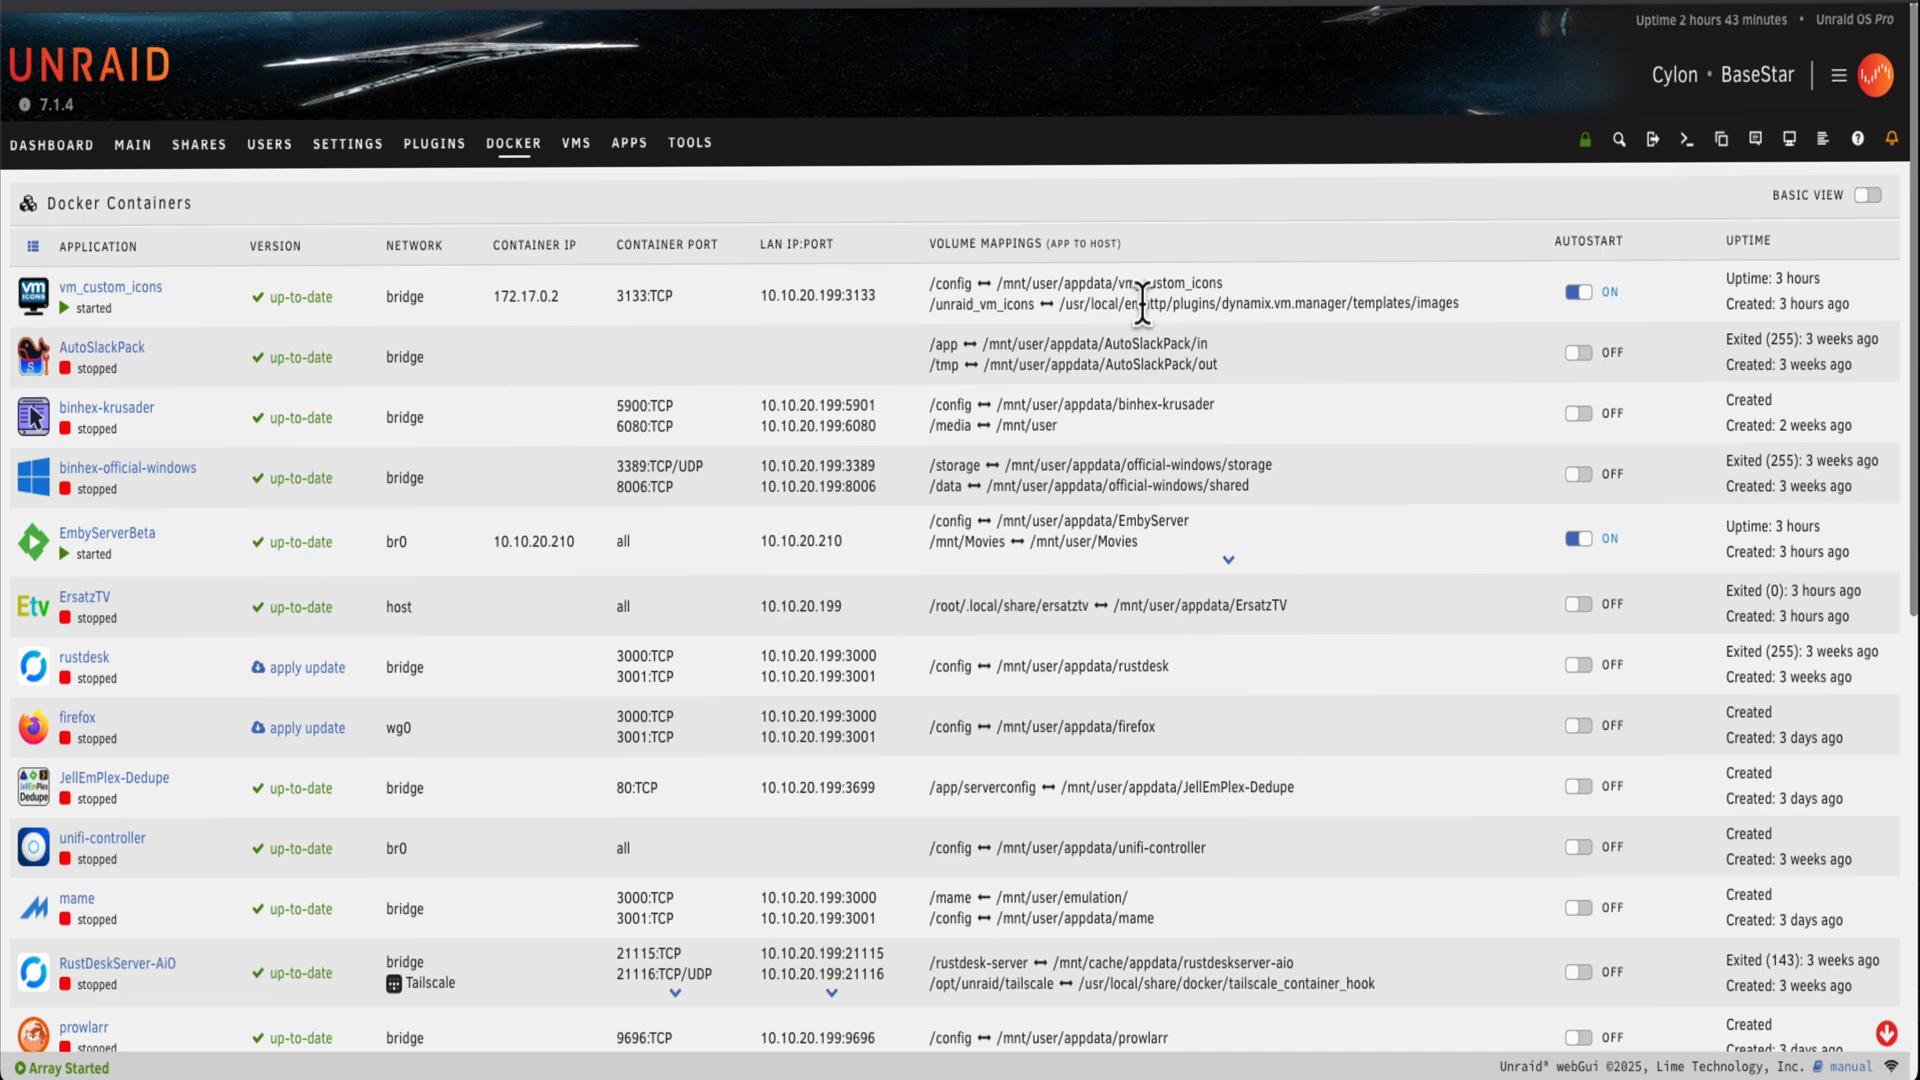 Uptime 2 hours 43 minutes • Unraid OS Pro
UNRAID
7.1.4
Cylon • BaseStar
DASHBOARD MAIN SHARES USERS SETTINGS PLUGINS DOCKER VMS APPS TOOLS
Docker Containers
BASIC VIEW
APPLICATION VERSION NETWORK CONTAINER IP CONTAINER PORT LAN IP:PORT VOLUME MAPPINGS (APP TO HOST) AUTOSTART UPTIME
vm_custom_icons
started
up-to-date
bridge
172.17.0.2
3133:TCP
10.10.20.199:3133
/config ↔ /mnt/user/appdata/vm_custom_icons
/unraid_vm_icons ↔ /usr/local/emhttp/plugins/dynamix.vm.manager/templates/images
ON
Uptime: 3 hours
Created: 3 hours ago
AutoSlackPack
stopped
up-to-date
bridge
/app ↔ /mnt/user/appdata/AutoSlackPack/in
/tmp ↔ /mnt/user/appdata/AutoSlackPack/out
OFF
Exited (255): 3 weeks ago
Created: 3 weeks ago
binhex-krusader
stopped
up-to-date
bridge
5900:TCP
6080:TCP
10.10.20.199:5901
10.10.20.199:6080
/config ↔ /mnt/user/appdata/binhex-krusader
/media ↔ /mnt/user
OFF
Created
Created: 2 weeks ago
binhex-official-windows
stopped
up-to-date
bridge
3389:TCP/UDP
8006:TCP
10.10.20.199:3389
10.10.20.199:8006
/storage ↔ /mnt/user/appdata/official-windows/storage
/data ↔ /mnt/user/appdata/official-windows/shared
OFF
Exited (255): 3 weeks ago
Created: 3 weeks ago
EmbyServerBeta
started
up-to-date
br0
10.10.20.210
all
10.10.20.210
/config ↔ /mnt/user/appdata/EmbyServer
/mnt/Movies ↔ /mnt/user/Movies
ON
Uptime: 3 hours
Created: 3 hours ago
Etv
ErsatzTV
stopped
up-to-date
host
all
10.10.20.199
/root/.local/share/ersatztv ↔ /mnt/user/appdata/ErsatzTV
OFF
Exited (0): 3 hours ago
Created: 3 hours ago
rustdesk
stopped
apply update
bridge
3000:TCP
3001:TCP
10.10.20.199:3000
10.10.20.199:3001
/config ↔ /mnt/user/appdata/rustdesk
OFF
Exited (255): 3 weeks ago
Created: 3 weeks ago
firefox
stopped
apply update
wg0
3000:TCP
3001:TCP
10.10.20.199:3000
10.10.20.199:3001
/config ↔ /mnt/user/appdata/firefox
OFF
Created
Created: 3 days ago
JellEmPlex-Dedupe
stopped
up-to-date
bridge
80:TCP
10.10.20.199:3699
/app/serverconfig ↔ /mnt/user/appdata/JellEmPlex-Dedupe
OFF
Created
Created: 3 days ago
unifi-controller
stopped
up-to-date
br0
all
/config ↔ /mnt/user/appdata/unifi-controller
OFF
Created
Created: 3 weeks ago
mame
stopped
up-to-date
bridge
3000:TCP
3001:TCP
10.10.20.199:3000
10.10.20.199:3001
/mame ← /mnt/user/emulation/
/config ↔ /mnt/user/appdata/mame
OFF
Created
Created: 3 days ago
RustDeskServer-AiO
stopped
up-to-date
bridge
Tailscale
21115:TCP
21116:TCP/UDP
10.10.20.199:21115
10.10.20.199:21116
/rustdesk-server ↔ /mnt/cache/appdata/rustdeskserver-aio
/opt/unraid/tailscale ↔ /usr/local/share/docker/tailscale_container_hook
OFF
Exited (143): 3 weeks ago
Created: 3 weeks ago
prowlarr
stopped
up-to-date
bridge
9696:TCP
10.10.20.199:9696
/config ↔ /mnt/user/appdata/prowlarr
OFF
Created
Created: 3 days ago
Array Started
Unraid® webGui ©2025, Lime Technology, Inc. manual